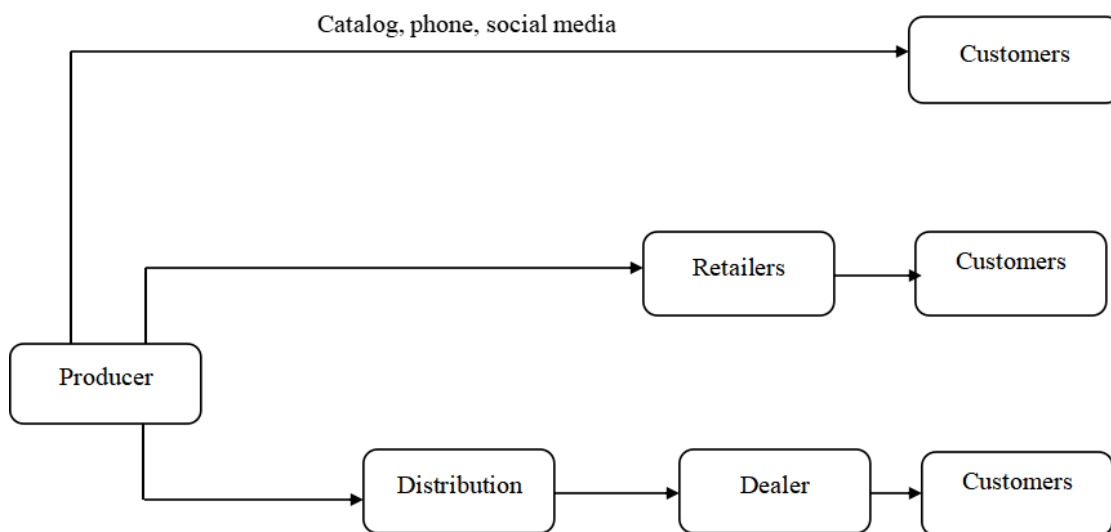 Catalog, phone, social media
Customers
Retailers
Customers
Producer
Distribution
Dealer
Customers